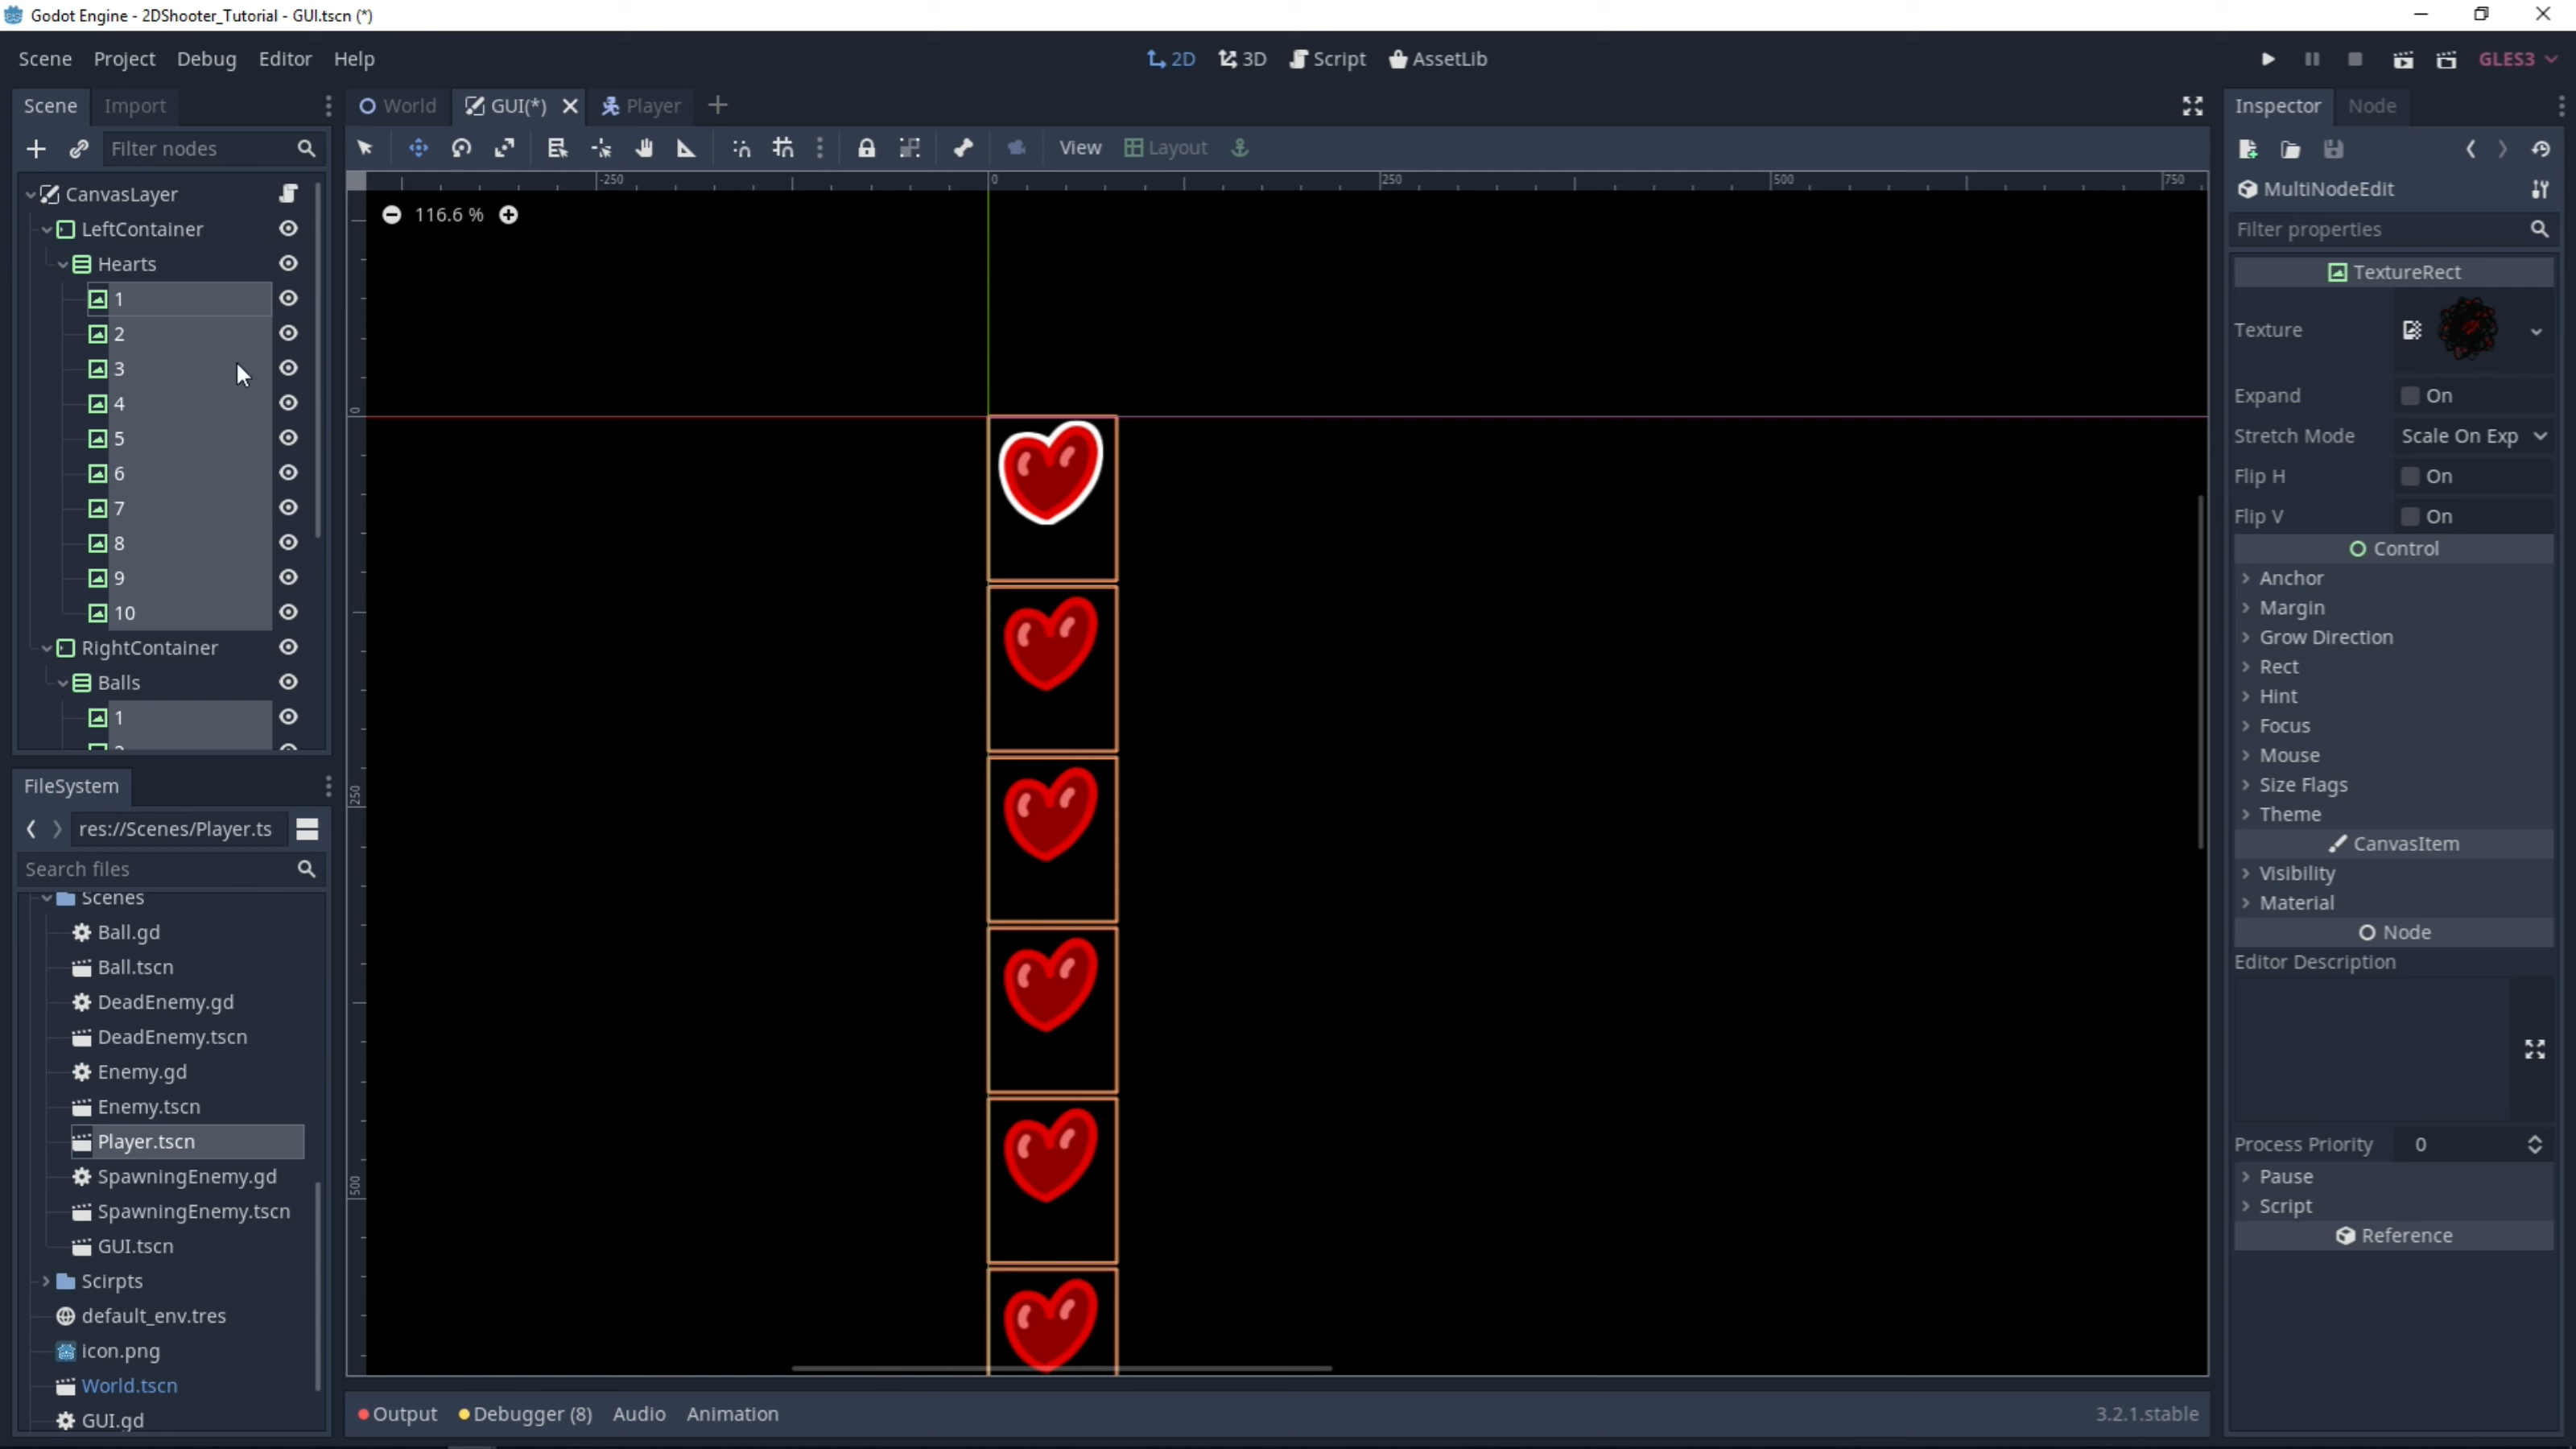 Godot Engine - 2DShooter_Tutorial - GUI.tscn (*)
Scene Project Debug Editor Help
2D 3D Script AssetLib
GLES3
Scene Import
World GUI(*) Player
Inspector Node
Filter nodes
View Layout
MultiNodeEdit
Filter properties
-250 0 250 500 750
116.6 %
CanvasLayer
LeftContainer
Hearts
1
2
3
4
5
6
7
8
9
10
RightContainer
Balls
1
0
250
500
FileSystem
res://Scenes/Player.ts
Search files
Scenes
Ball.gd
Ball.tscn
DeadEnemy.gd
DeadEnemy.tscn
Enemy.gd
Enemy.tscn
Player.tscn
SpawningEnemy.gd
SpawningEnemy.tscn
GUI.tscn
Scirpts
default_env.tres
icon.png
World.tscn
GUI.gd
Output Debugger (8) Audio Animation
3.2.1.stable
TextureRect
Texture
Expand On
Stretch Mode Scale On Exp
Flip H On
Flip V On
Control
Anchor
Margin
Grow Direction
Rect
Hint
Focus
Mouse
Size Flags
Theme
CanvasItem
Visibility
Material
Node
Editor Description
Process Priority 0
Pause
Script
Reference